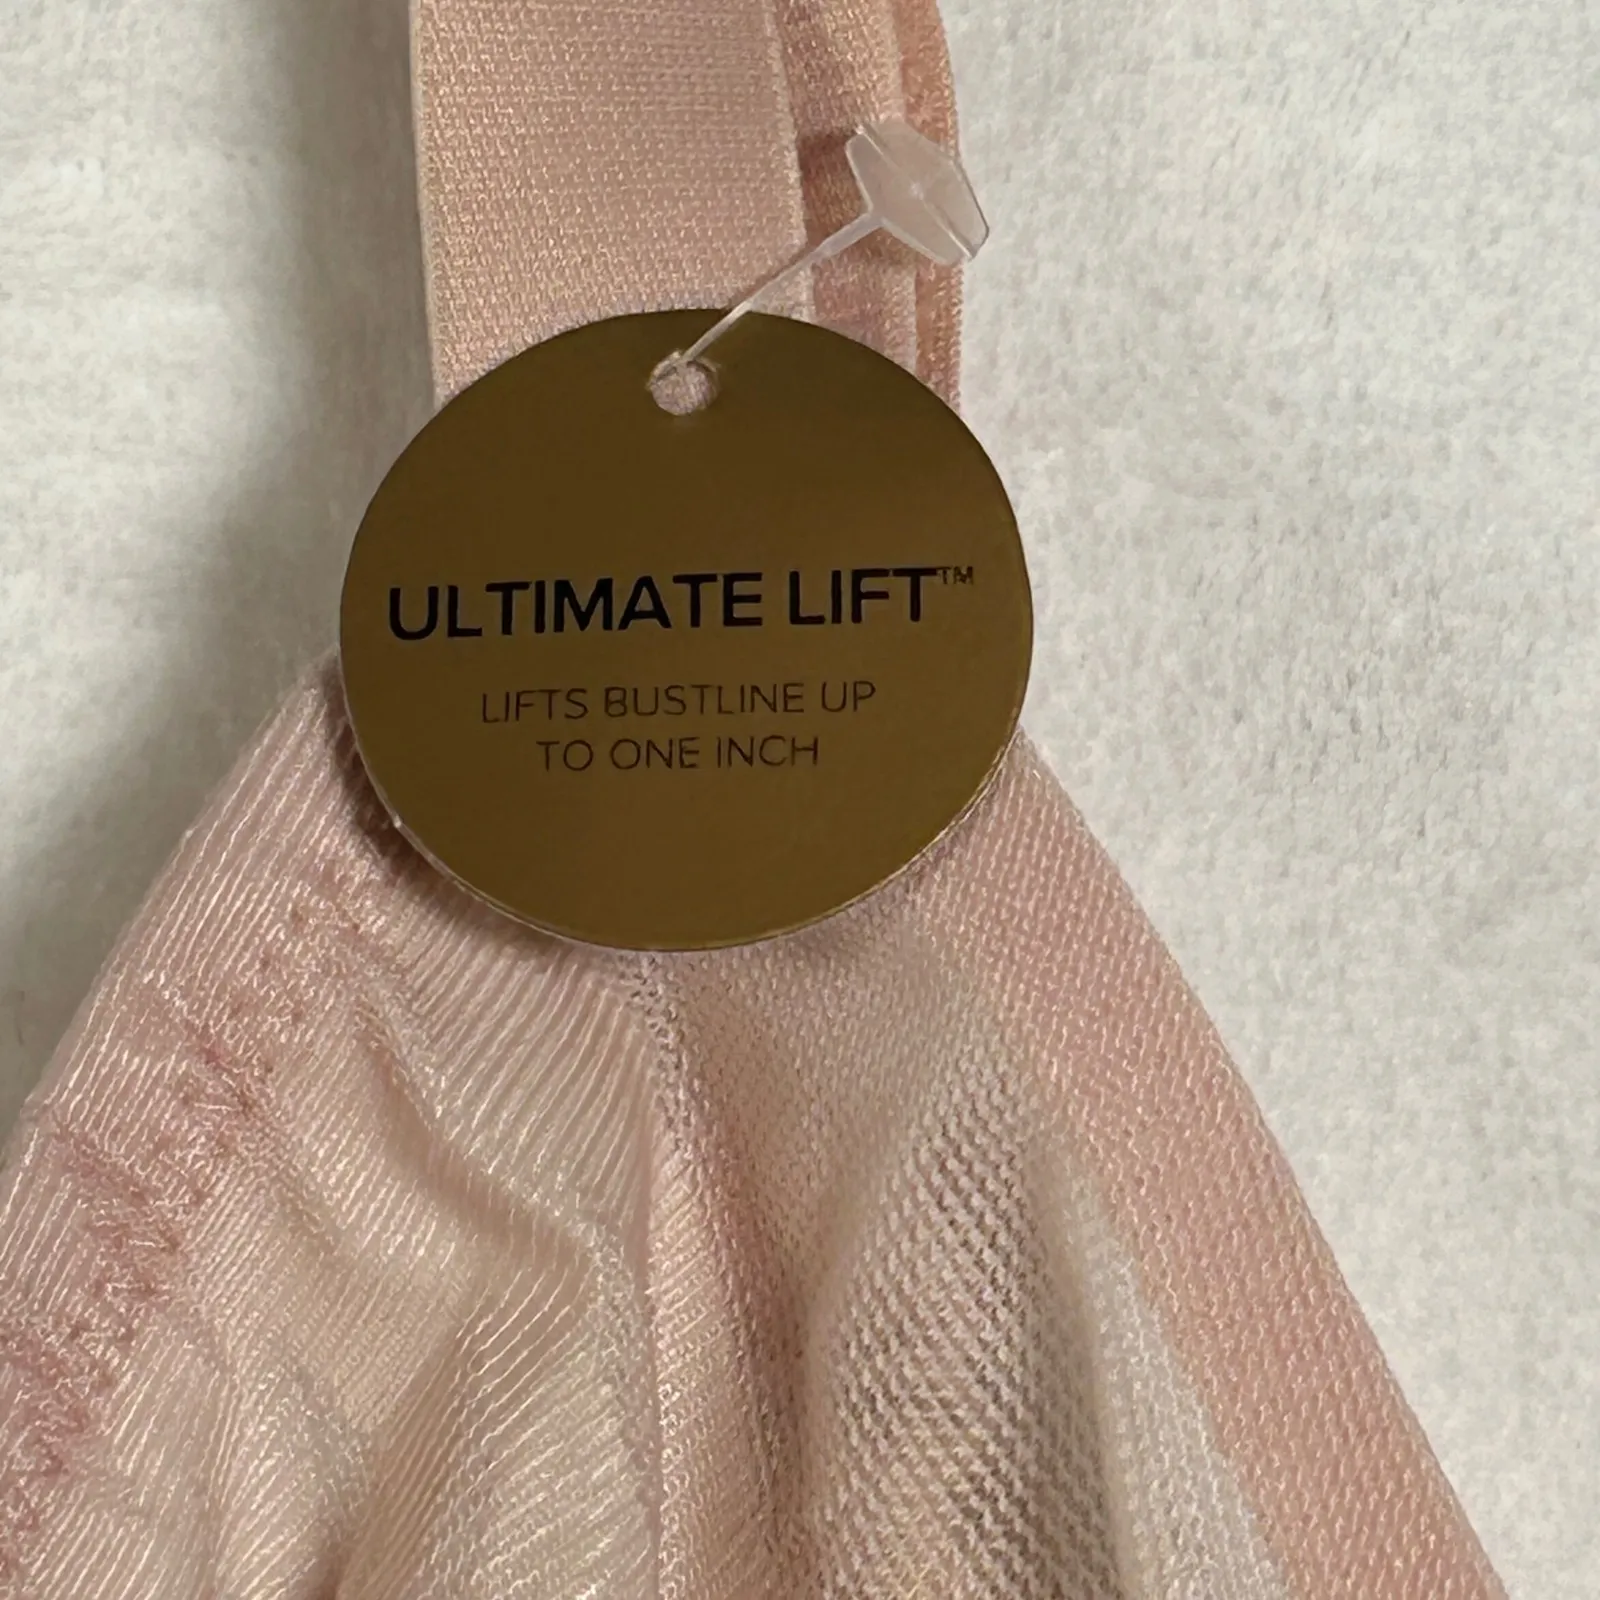 ULTIMATE LIFT™
LIFTS BUSTLINE UP
TO ONE INCH